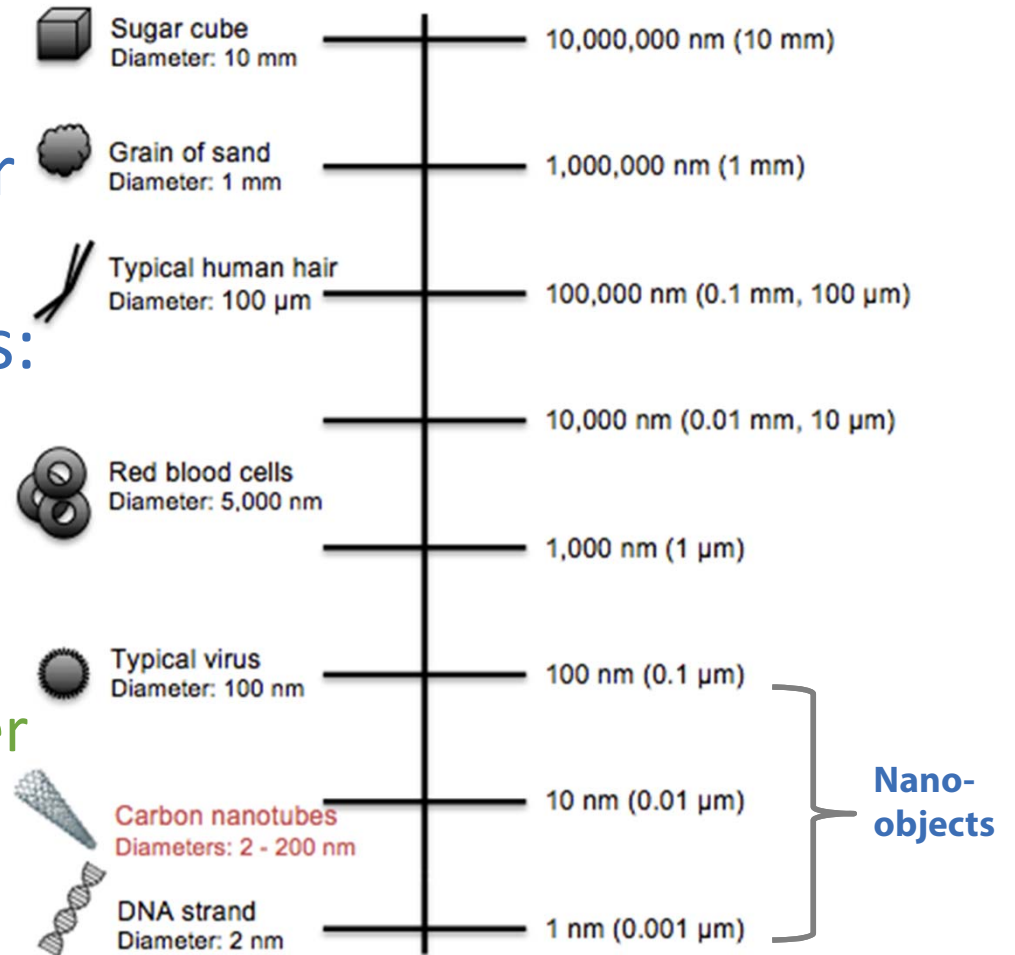 Sugar cube
Diameter: 10 mm
10,000,000 nm (10 mm)
r
Grain of sand
Diameter: 1 mm
1,000,000 nm (1 mm)
Typical human hair
Diameter: 100 µm
100,000 nm (0.1 mm, 100 µm)
s:
10,000 nm (0.01 mm, 10 µm)
Red blood cells
Diameter: 5,000 nm
1,000 nm (1 µm)
Typical virus
Diameter: 100 nm
100 nm (0.1 µm)
er
Carbon nanotubes
Diameters: 2 - 200 nm
10 nm (0.01 µm)
Nano-
objects
DNA strand
Diameter: 2 nm
1 nm (0.001 µm)